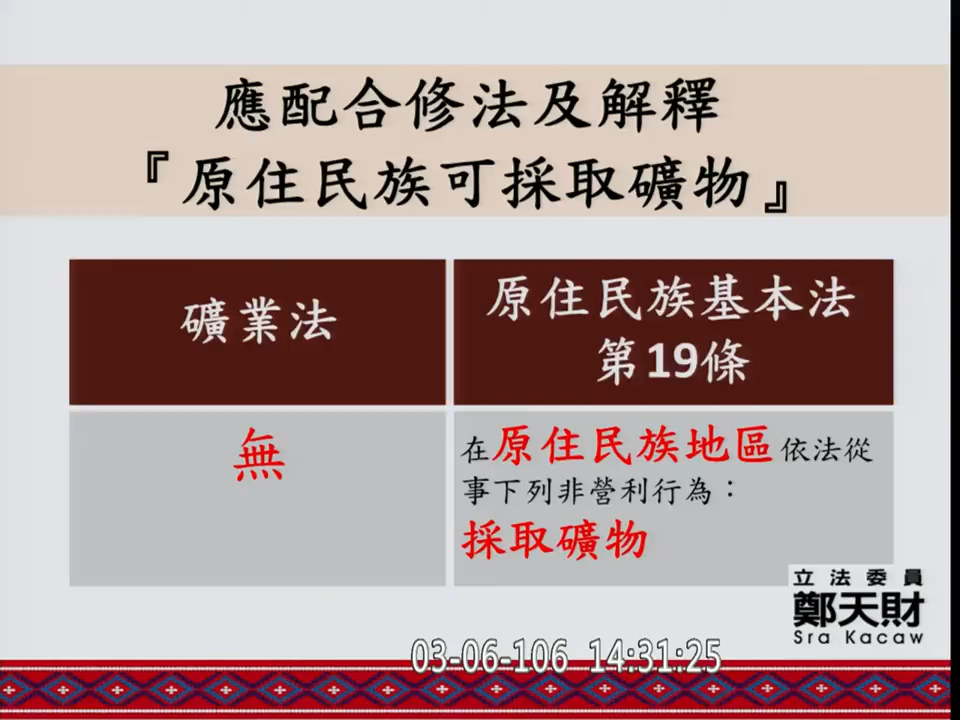 應配合修法及解釋
『原住民族可採取礦物』
礦業法
原住民族基本法
第19條
無
在原住民族地區依法從
事下列非營利行為：
採取礦物
立法委員
鄭天財
Sra Kacaw
03-06-106 14:31:25